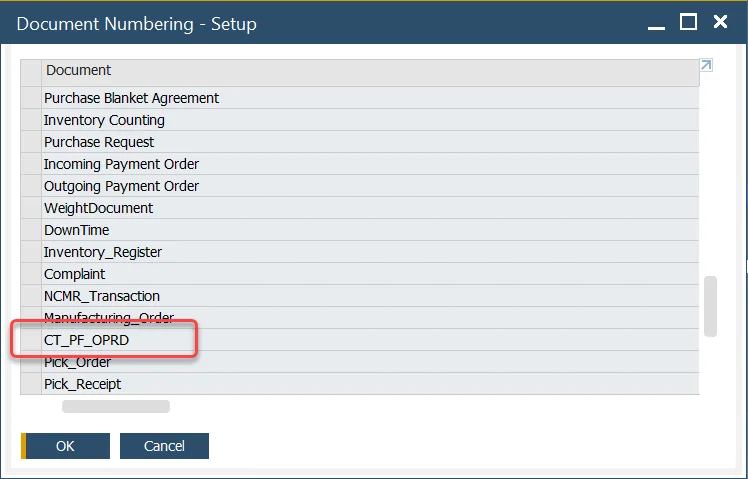 Document Numbering - Setup
Document
Purchase Blanket Agreement
Inventory Counting
Purchase Request
Incoming Payment Order
Outgoing Payment Order
WeightDocument
DownTime
Inventory_Register
Complaint
NCMR_Transaction
Manufacturing_Order
CT_PF_OPRD
Pick_Order
Pick_Receipt
OK Cancel